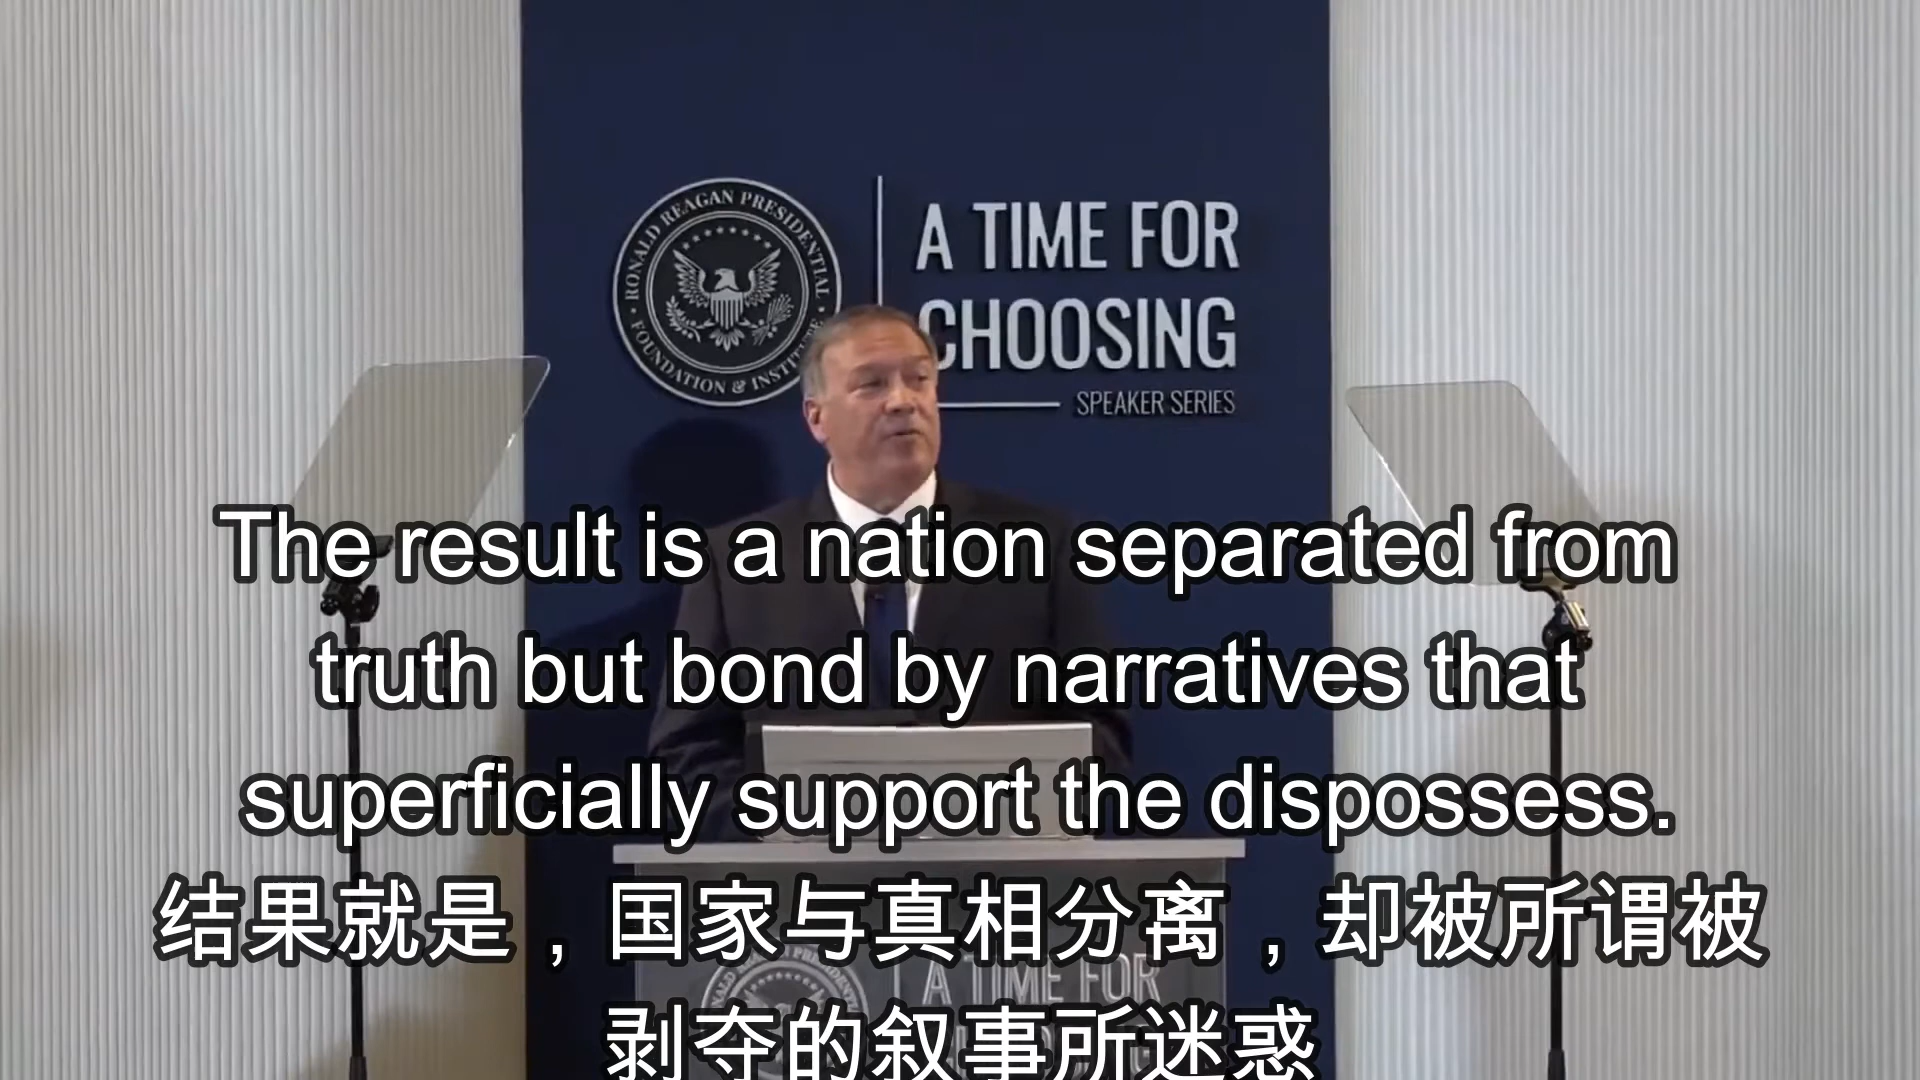 RONALD REAGAN PRESIDENTIAL
FOUNDATION & INSTITUTE
A TIME FOR
CHOOSING
SPEAKER SERIES
The result is a nation separated from
truth but bond by narratives that
superficially support the dispossess.
结果就是，国家与真相分离，却被所谓被
剥夺的叙事所迷惑
A TIME FOR